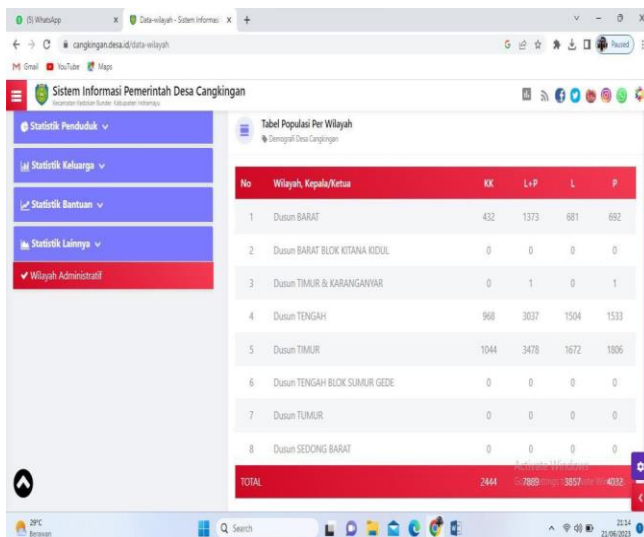 (5) WhatsApp
Data-wilayah - Sistem Informasi
cangkingan.desa.id/data-wilayah
Paused
Gmail YouTube Maps
Sistem Informasi Pemerintah Desa Cangkingan
Kecamatan Kedokan Bunder Kabupaten Indramayu
Statistik Penduduk
Statistik Keluarga
Statistik Bantuan
Statistik Lainnya
Wilayah Administratif
Tabel Populasi Per Wilayah
Demografi Desa Cangkingan
No Wilayah, Kepala/Ketua KK L+P L P
1 Dusun BARAT 432 1373 681 692
2 Dusun BARAT BLOK KITANA KIDUL 0 0 0 0
3 Dusun TIMUR & KARANGANYAR 0 1 0 1
4 Dusun TENGAH 968 3037 1504 1533
5 Dusun TIMUR 1044 3478 1672 1806
6 Dusun TENGAH BLOK SUMUR GEDE 0 0 0 0
7 Dusun TUMUR 0 0 0 0
8 Dusun SEDONG BARAT 0 0 0 0
Activate Windows
TOTAL 2444 7889 3857 4032
29°C
Berawan
Search
21:14
21/06/2023